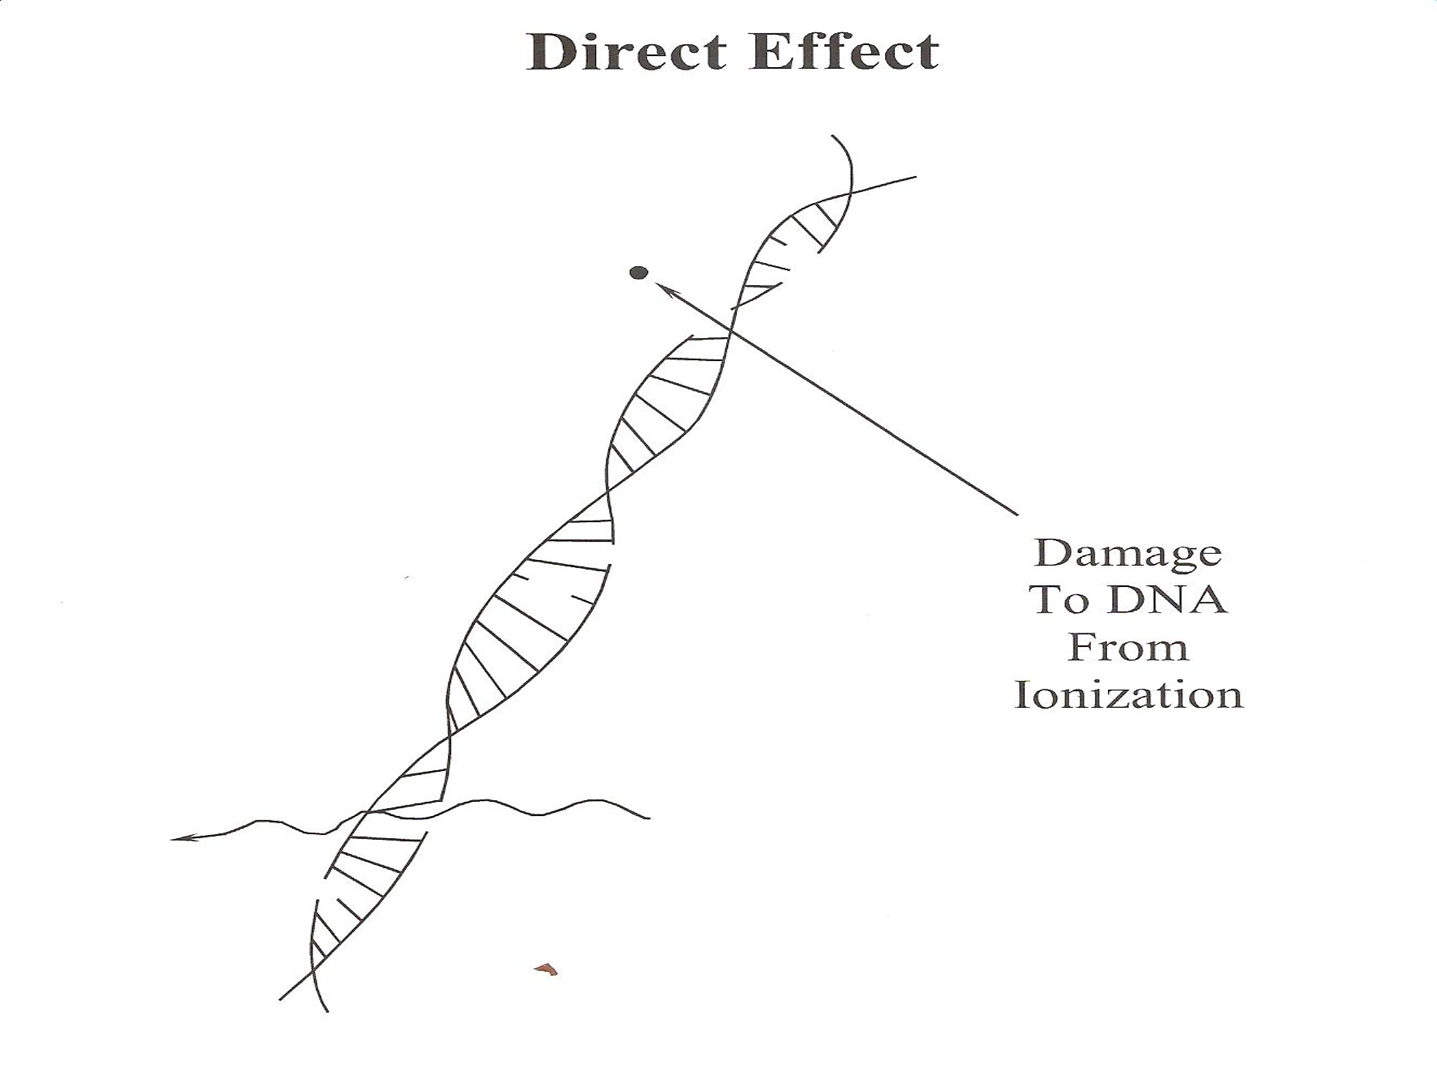 Direct Effect
Damage
To DNA
From
Ionization